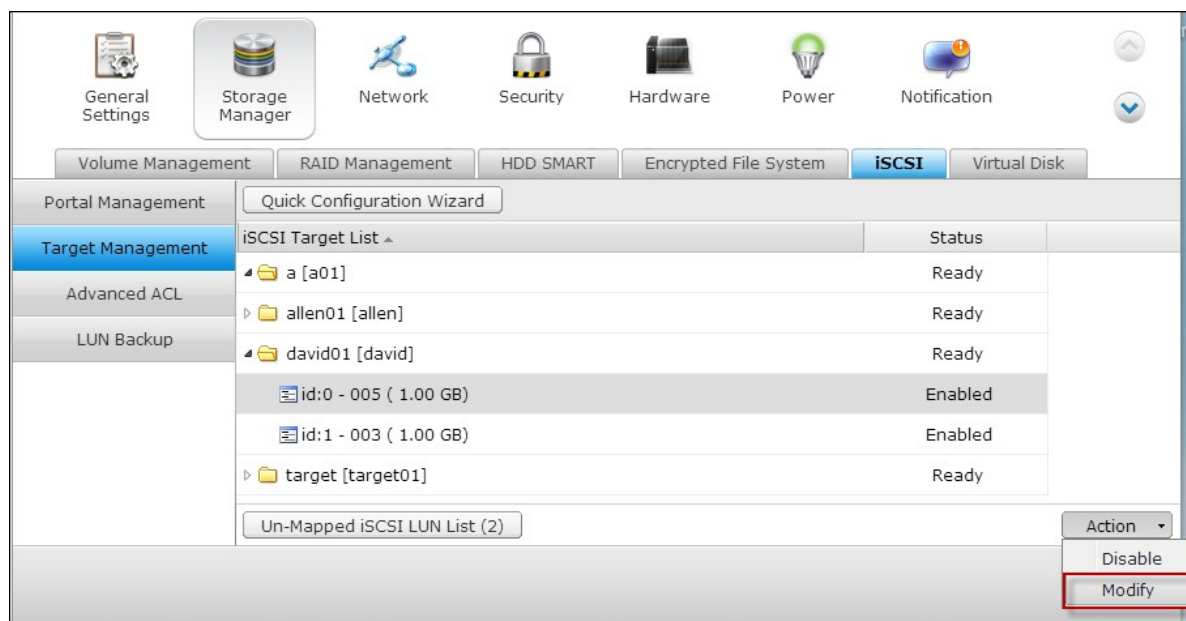 General Settings
Storage Manager
Network
Security
Hardware
Power
Notification
Volume Management
RAID Management
HDD SMART
Encrypted File System
iSCSI
Virtual Disk
Portal Management
Target Management
Advanced ACL
LUN Backup
Quick Configuration Wizard
iSCSI Target List Status
a [a01] Ready
allen01 [allen] Ready
david01 [david] Ready
id:0 - 005 ( 1.00 GB) Enabled
id:1 - 003 ( 1.00 GB) Enabled
target [target01] Ready
Un-Mapped iSCSI LUN List (2)
Action
Disable
Modify